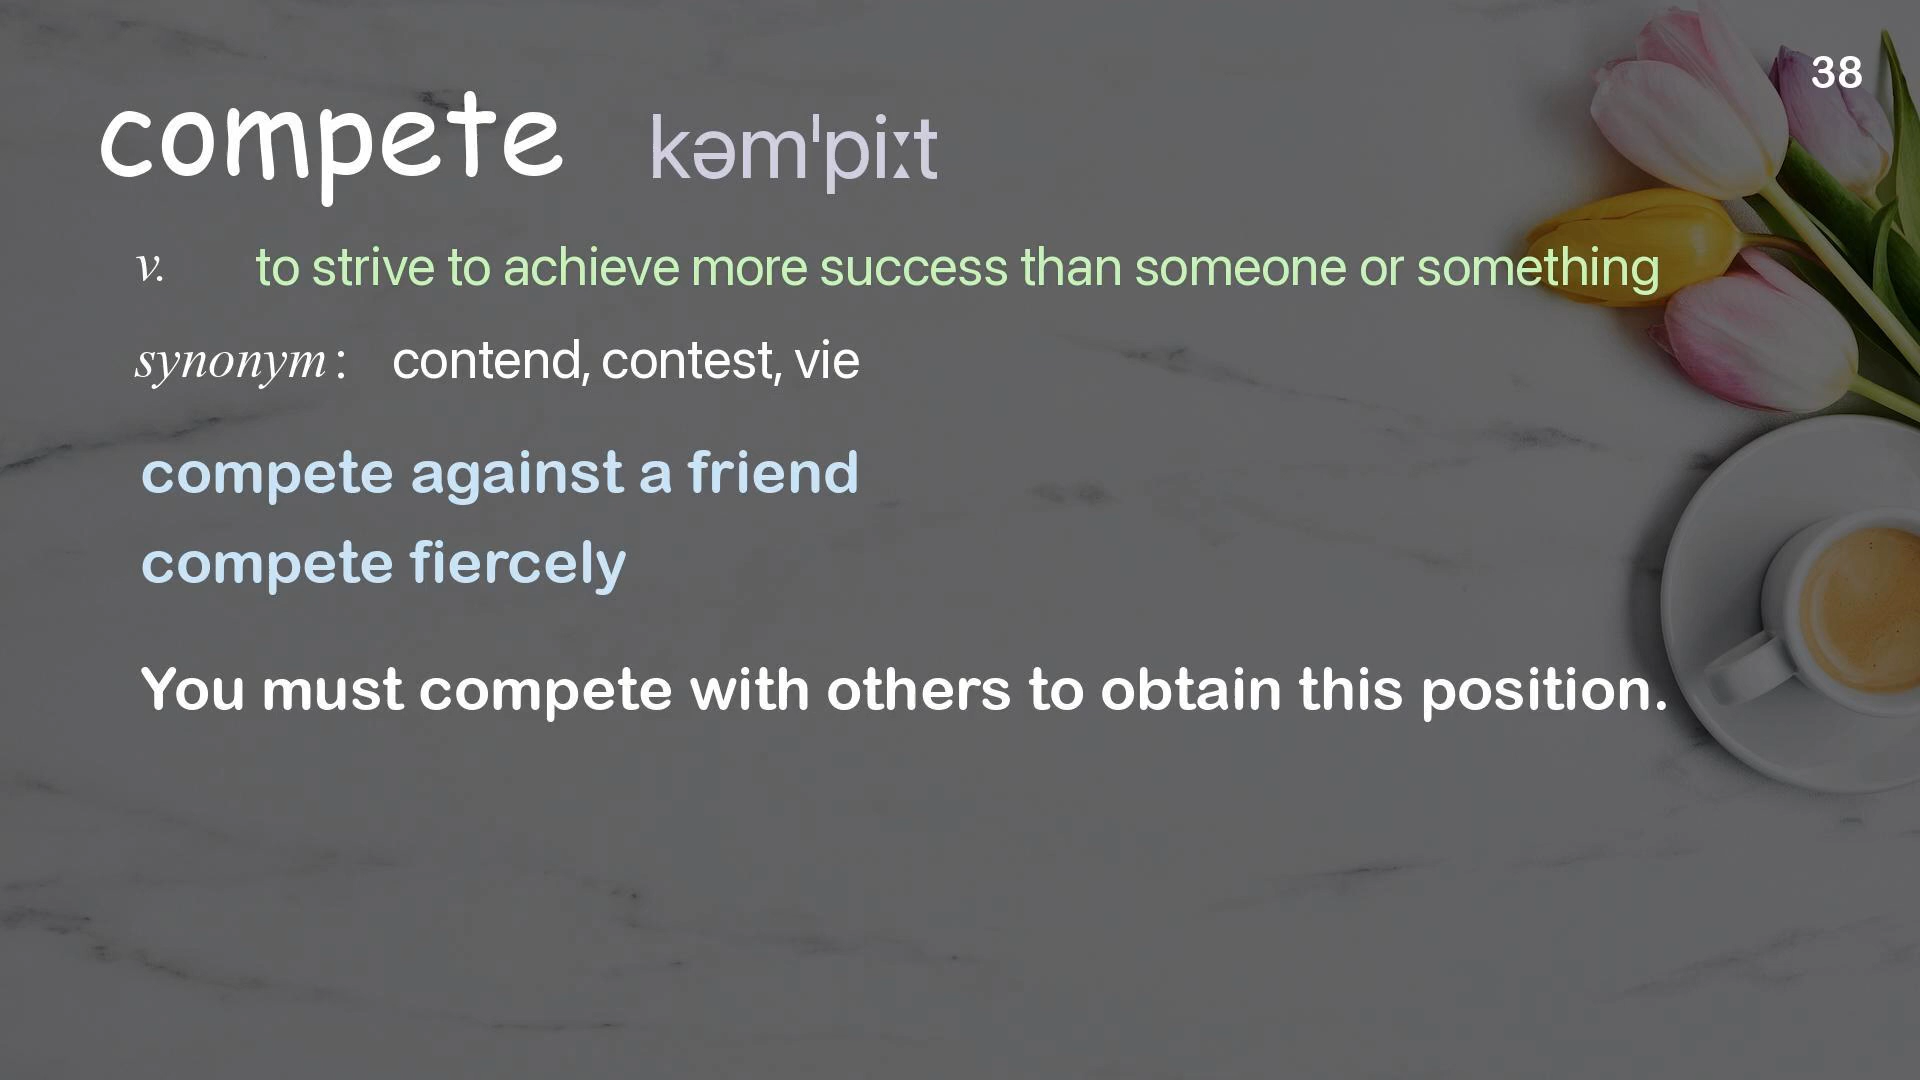 38
compete kəmˈpiːt
v. to strive to achieve more success than someone or something
synonym : contend, contest, vie
compete against a friend
compete fiercely
You must compete with others to obtain this position.